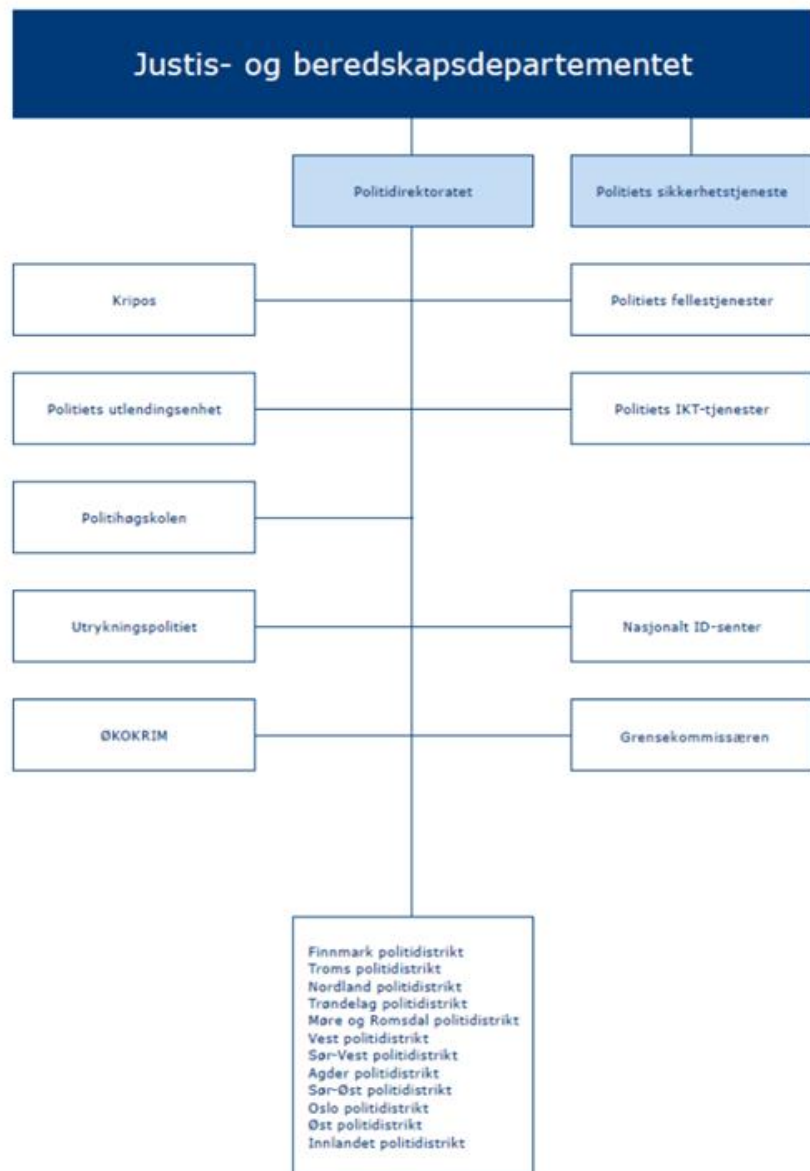 Justis- og beredskapsdepartementet
Politidirektoratet
Politiets sikkerhetstjeneste
Kripos
Politiets fellestjenester
Politiets utlendingsenhet
Politiets IKT-tjenester
Politihøgskolen
Utrykningspolitiet
Nasjonalt ID-senter
ØKOKRIM
Grensekommissæren
Finnmark politidistrikt
Troms politidistrikt
Nordland politidistrikt
Trøndelag politidistrikt
Møre og Romsdal politidistrikt
Vest politidistrikt
Sør-Vest politidistrikt
Agder politidistrikt
Sør-Øst politidistrikt
Oslo politidistrikt
Øst politidistrikt
Innlandet politidistrikt